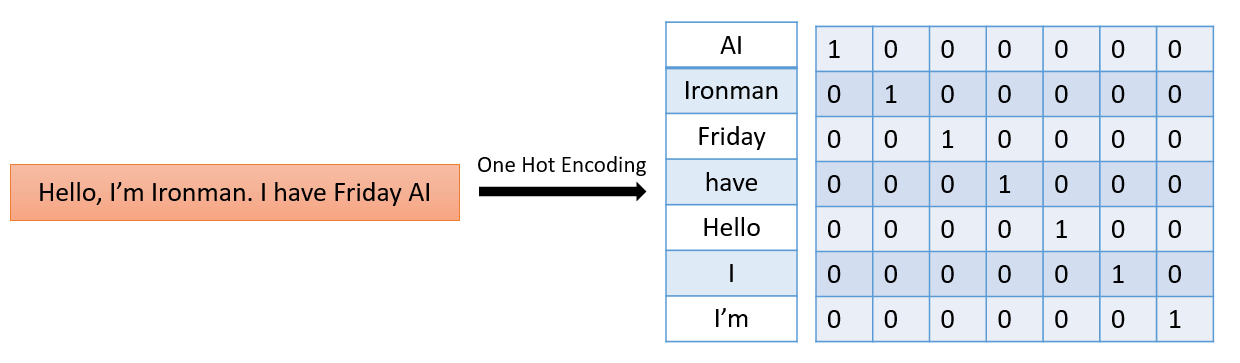 Hello, I’m Ironman. I have Friday AI
One Hot Encoding
AI 1 0 0 0 0 0 0
Ironman 0 1 0 0 0 0 0
Friday 0 0 1 0 0 0 0
have 0 0 0 1 0 0 0
Hello 0 0 0 0 1 0 0
I 0 0 0 0 0 1 0
I’m 0 0 0 0 0 0 1